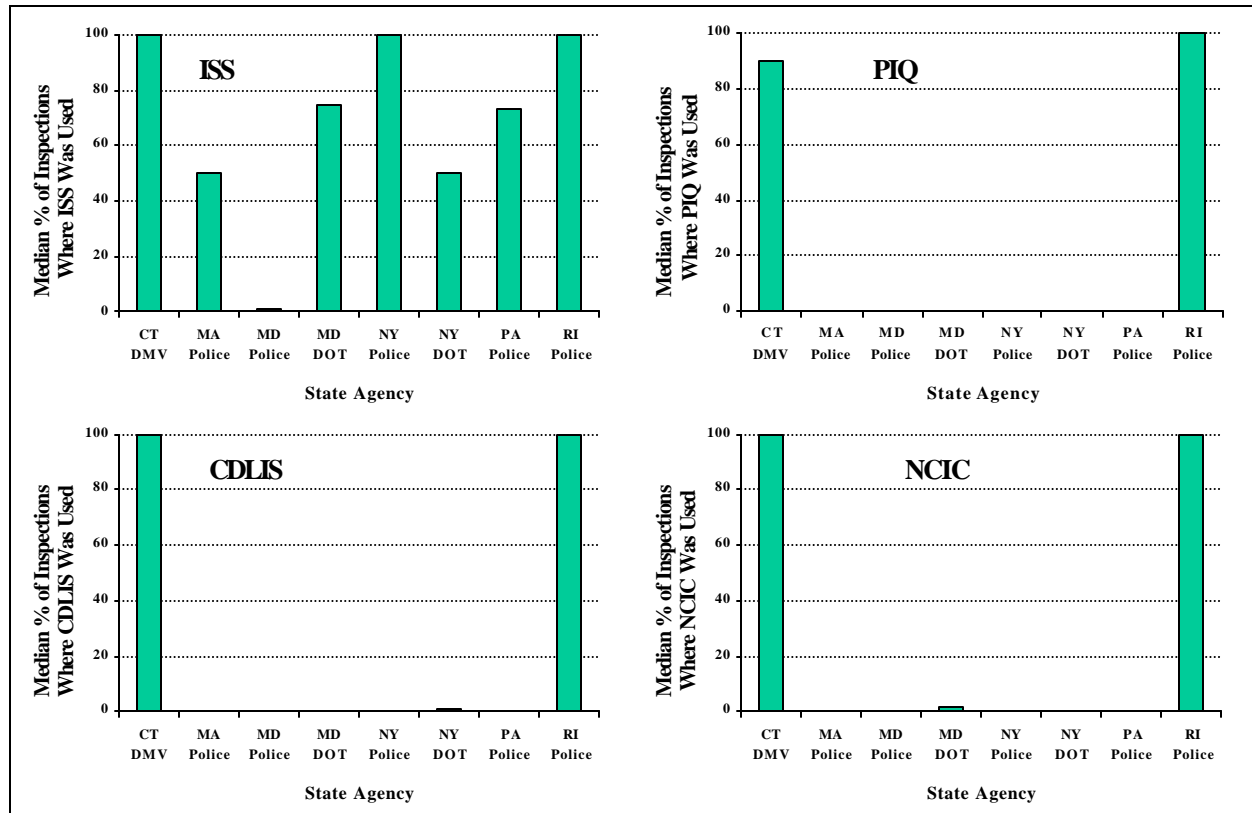 ISS
Median % of Inspections
Where ISS Was Used
100
80
60
40
20
0
CT MA MD MD NY NY PA RI
DMV Police Police DOT Police DOT Police Police
State Agency
PIQ
Median % of Inspections
Where PIQ Was Used
100
80
60
40
20
0
CT MA MD MD NY NY PA RI
DMV Police Police DOT Police DOT Police Police
State Agency
CDLIS
Median % of Inspections
Where CDLIS Was Used
100
80
60
40
20
0
CT MA MD MD NY NY PA RI
DMV Police Police DOT Police DOT Police Police
State Agency
NCIC
Median % of Inspections
Where NCIC Was Used
100
80
60
40
20
0
CT MA MD MD NY NY PA RI
DMV Police Police DOT Police DOT Police Police
State Agency